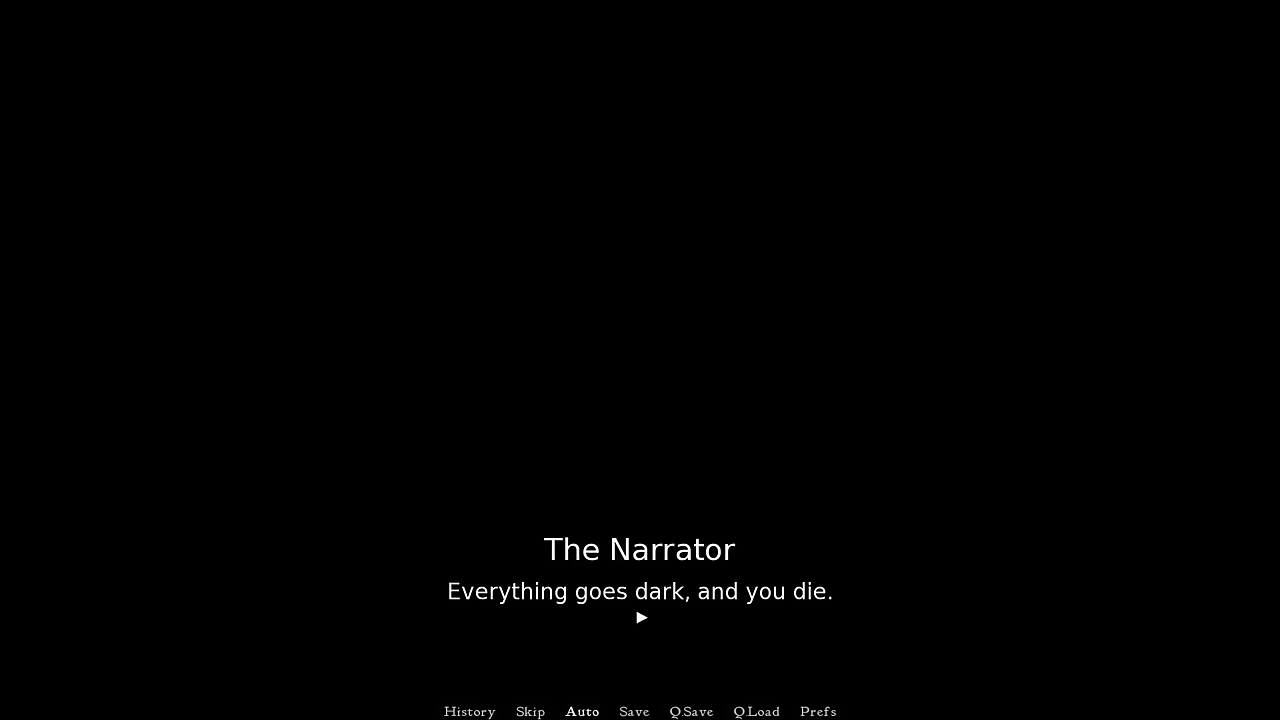 The Narrator
Everything goes dark, and you die.
History Skip Auto Save Q.Save Q.Load Prefs